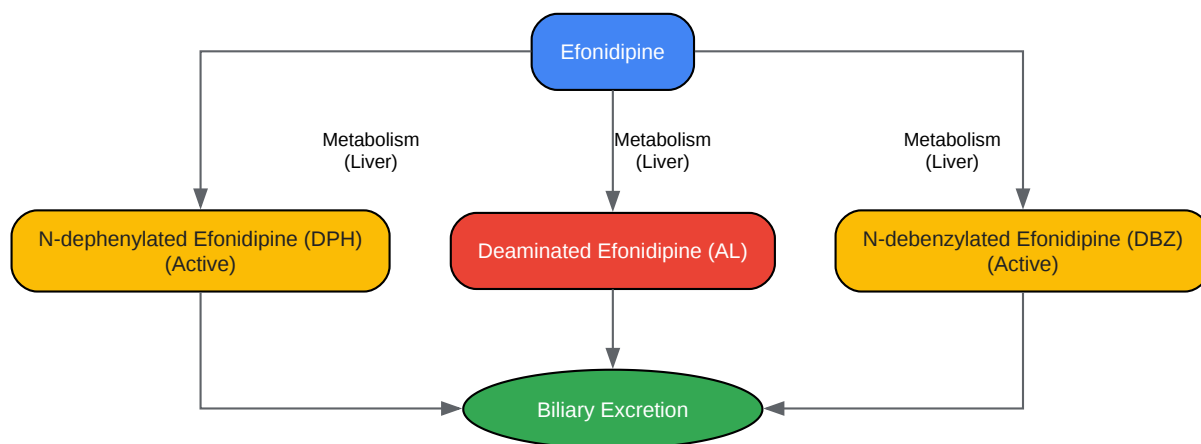 Efonidipine
Metabolism
(Liver)
Metabolism
(Liver)
Metabolism
(Liver)
N-dephenylated Efonidipine (DPH)
(Active)
Deaminated Efonidipine (AL)
N-debenzylated Efonidipine (DBZ)
(Active)
Biliary Excretion